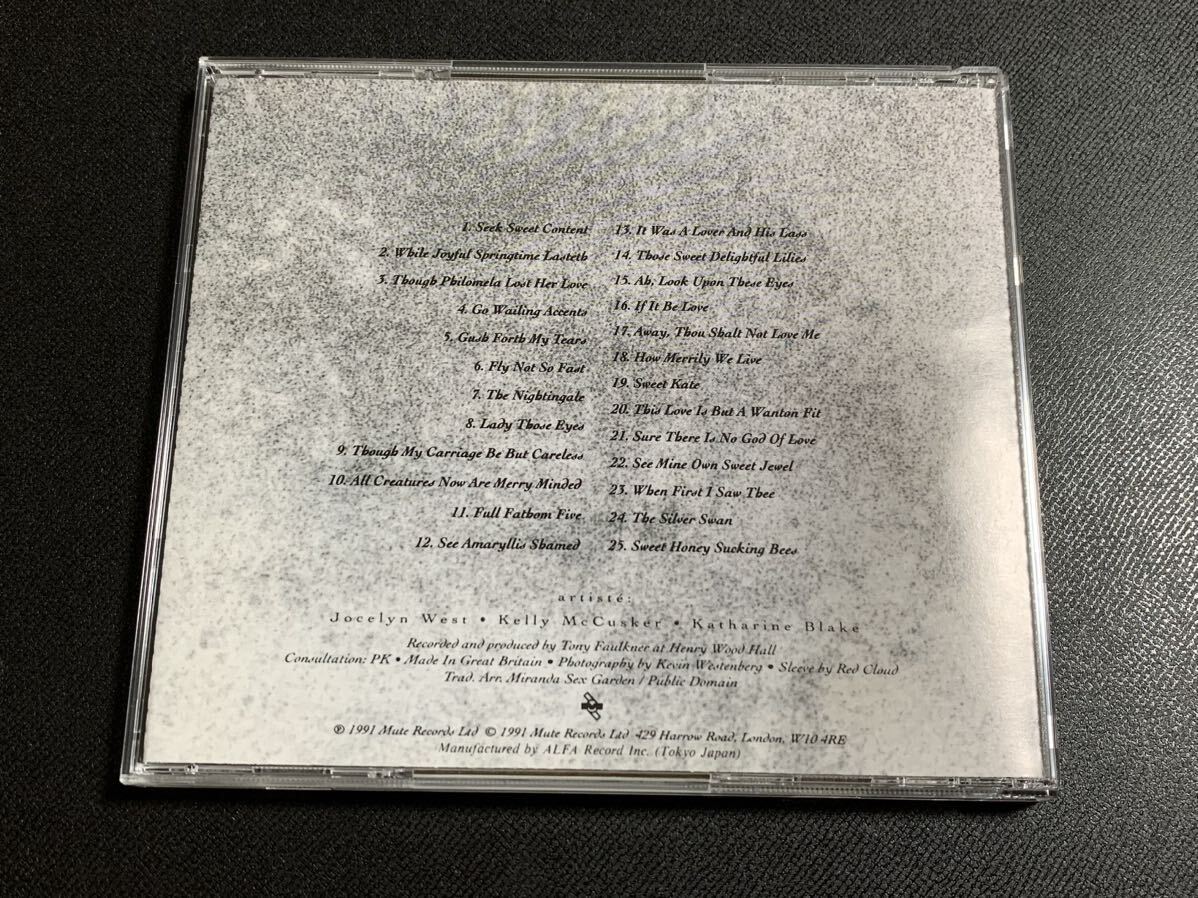 1. Seek Sweet Content
2. While Joyful Springtime Lasteth
3. Though Philomela Lost Her Love
4. Go Wailing Accents
5. Gush Forth My Tears
6. Fly Not So Fast
7. The Nightingale
8. Lady Those Eyes
9. Though My Carriage Be But Careless
10. All Creatures Now Are Merry Minded
11. Full Fathom Five
12. See Amaryllis Shamed
13. It Was A Lover And His Lass
14. Those Sweet Delightful Lilies
15. Ah, Look Upon These Eyes
16. If It Be Love
17. Away, Thou Shalt Not Love Me
18. How Merrily We Live
19. Sweet Kate
20. This Love Is But A Wanton Fit
21. Sure There Is No God Of Love
22. See Mine Own Sweet Jewel
23. When First I Saw Thee
24. The Silver Swan
25. Sweet Honey Sucking Bees
artisté:
Jocelyn West • Kelly McCusker • Katharine Blake
Recorded and produced by Tony Faulkner at Henry Wood Hall
Consultation: PK • Made In Great Britain • Photography by Kevin Westenberg • Sleeve by Red Cloud
Trad. Arr. Miranda Sex Garden / Public Domain
℗ 1991 Mute Records Ltd © 1991 Mute Records Ltd 429 Harrow Road, London, W10 4RE
Manufactured by ALFA Record Inc. (Tokyo Japan)